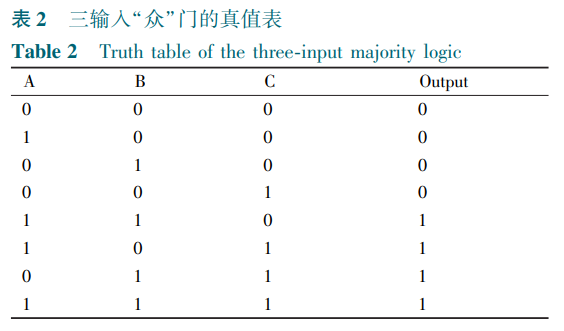 表 2 三输入“众”门的真值表
Table 2 Truth table of the three-input majority logic
A B C Output
0 0 0 0
1 0 0 0
0 1 0 0
0 0 1 0
1 1 0 1
1 0 1 1
0 1 1 1
1 1 1 1